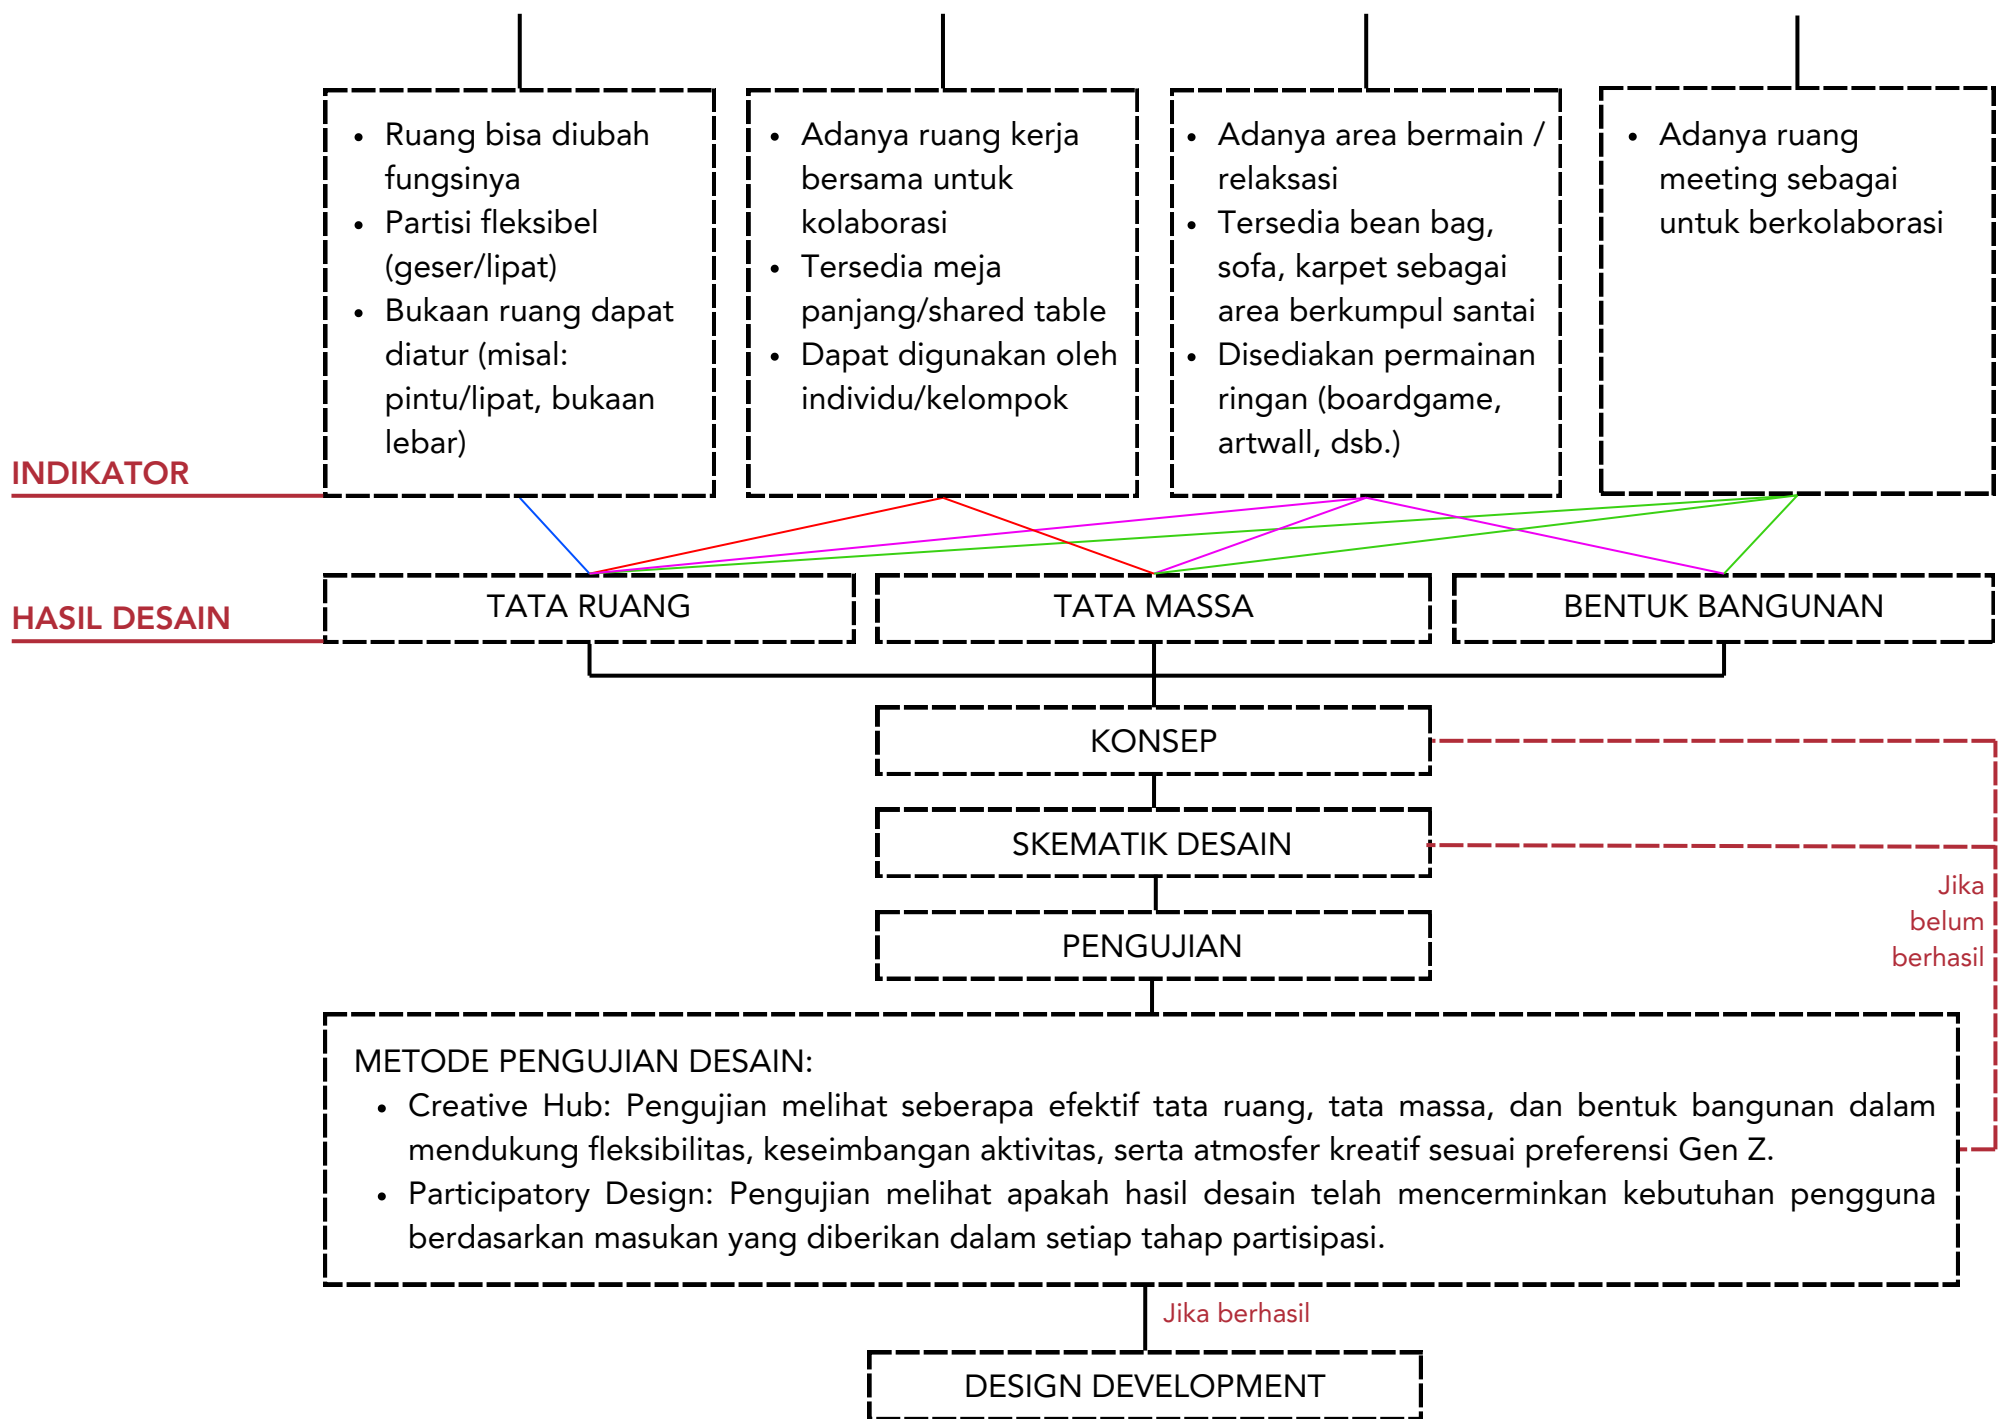 • Ruang bisa diubah
fungsinya
• Partisi fleksibel
(geser/lipat)
• Bukaan ruang dapat
diatur (misal:
pintu/lipat, bukaan
lebar)
• Adanya ruang kerja
bersama untuk
kolaborasi
• Tersedia meja
panjang/shared table
• Dapat digunakan oleh
individu/kelompok
• Adanya area bermain /
relaksasi
• Tersedia bean bag,
sofa, karpet sebagai
area berkumpul santai
• Disediakan permainan
ringan (boardgame,
artwall, dsb.)
• Adanya ruang
meeting sebagai
untuk berkolaborasi
INDIKATOR
HASIL DESAIN
TATA RUANG
TATA MASSA
BENTUK BANGUNAN
KONSEP
SKEMATIK DESAIN
PENGUJIAN
Jika
belum
berhasil
METODE PENGUJIAN DESAIN:
• Creative Hub: Pengujian melihat seberapa efektif tata ruang, tata massa, dan bentuk bangunan dalam
mendukung fleksibilitas, keseimbangan aktivitas, serta atmosfer kreatif sesuai preferensi Gen Z.
• Participatory Design: Pengujian melihat apakah hasil desain telah mencerminkan kebutuhan pengguna
berdasarkan masukan yang diberikan dalam setiap tahap partisipasi.
Jika berhasil
DESIGN DEVELOPMENT